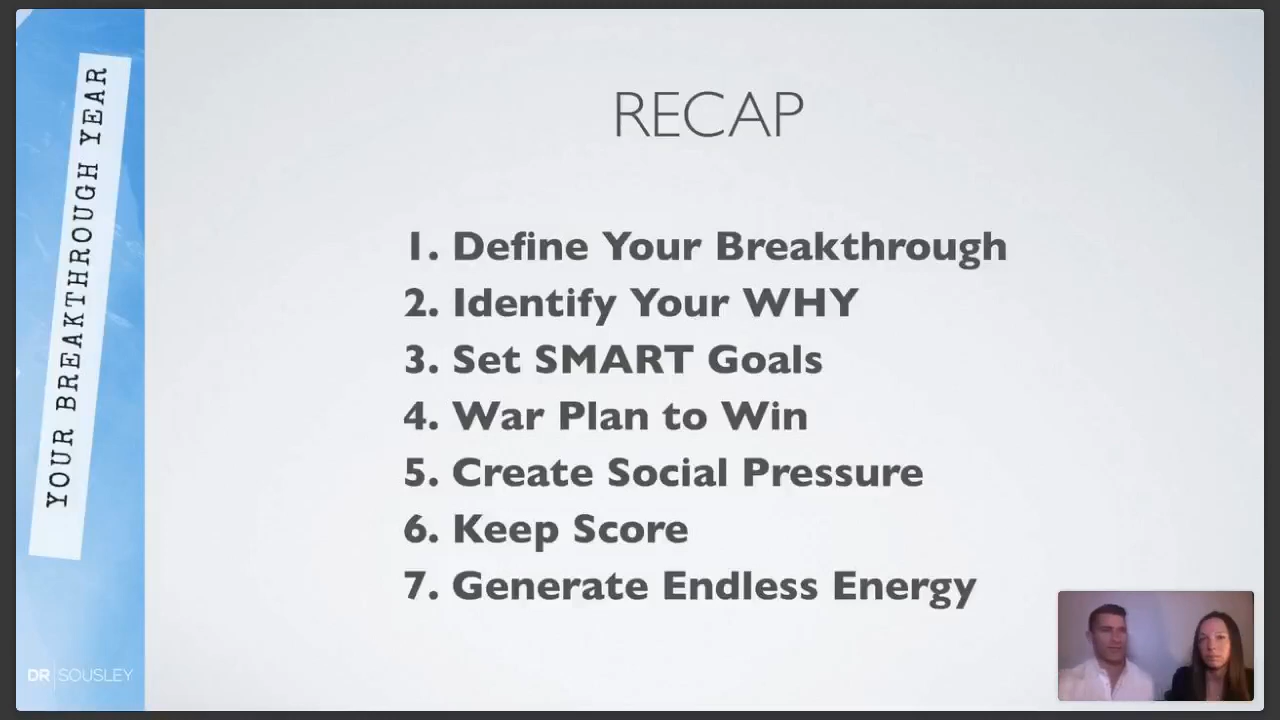 YOUR BREAKTHROUGH YEAR
RECAP
1. Define Your Breakthrough
2. Identify Your WHY
3. Set SMART Goals
4. War Plan to Win
5. Create Social Pressure
6. Keep Score
7. Generate Endless Energy
DR SOUSLEY